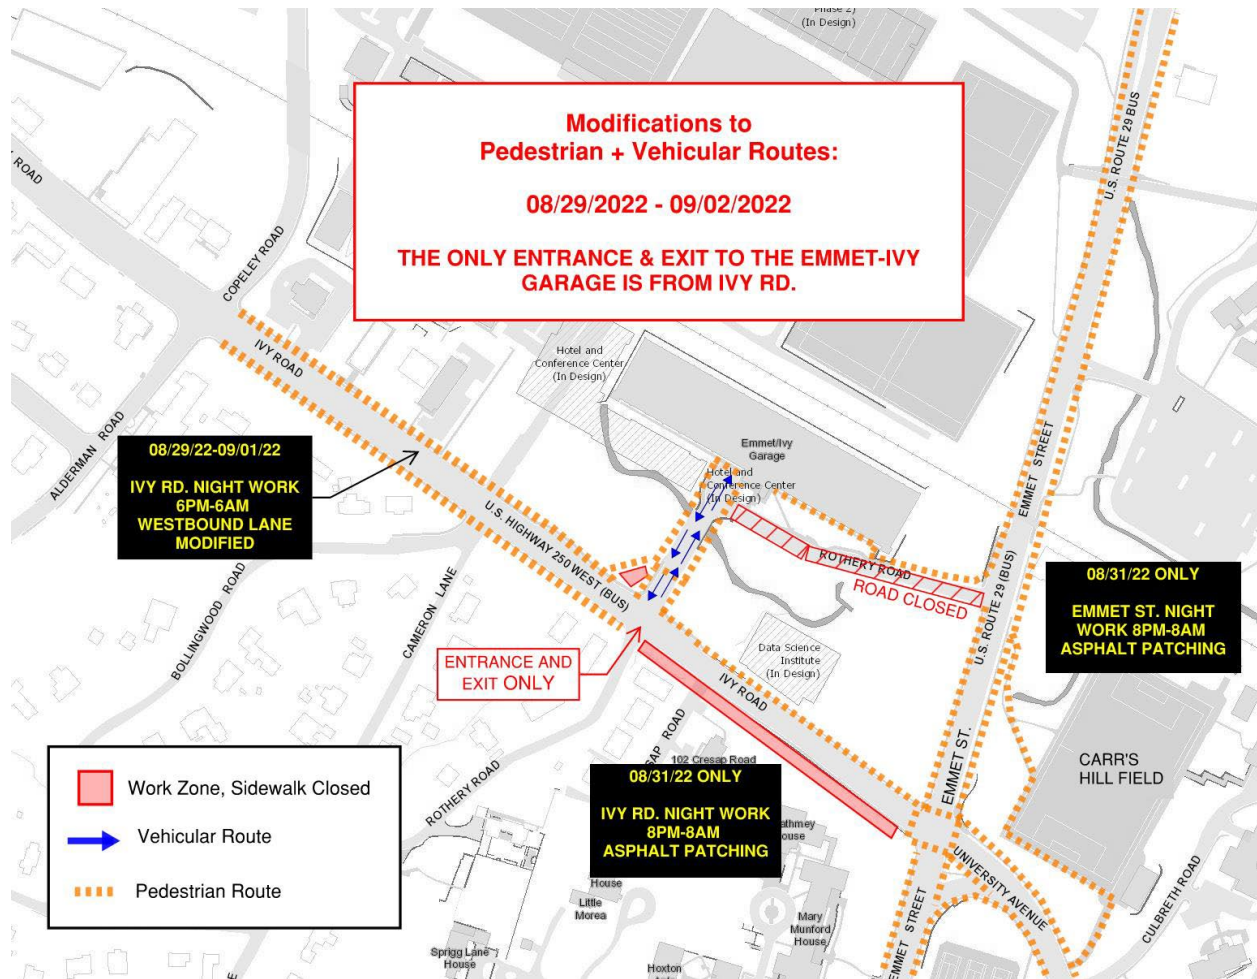 Phase 2)
(In Design)
Modifications to
Pedestrian + Vehicular Routes:
08/29/2022 - 09/02/2022
THE ONLY ENTRANCE & EXIT TO THE EMMET-IVY
GARAGE IS FROM IVY RD.
U.S. ROUTE 29 BUS
ROAD
COPELEY ROAD
IVY ROAD
Hotel and
Conference Center
(In Design)
ALDERMAN ROAD
08/29/22-09/01/22
IVY RD. NIGHT WORK
6PM-6AM
WESTBOUND LANE
MODIFIED
Emmet/Ivy
Garage
Hotel and
Conference Center
(In Design)
EMMET STREET
U.S. HIGHWAY 250 WEST (BUS)
ROTHERY ROAD
ROAD CLOSED
U.S. ROUTE 29 (BUS)
08/31/22 ONLY
EMMET ST. NIGHT
WORK 8PM-8AM
ASPHALT PATCHING
BOLLINGWOOD ROAD
CAMERON LANE
ENTRANCE AND
EXIT ONLY
Data Science
Institute
(In Design)
IVY ROAD
EMMET ST.
CARR'S
HILL FIELD
Work Zone, Sidewalk Closed
Vehicular Route
Pedestrian Route
ROTHERY ROAD
ROAD
102 Cresap Road
08/31/22 ONLY
IVY RD. NIGHT WORK
8PM-8AM
ASPHALT PATCHING
House
House
Little
Morea
Mary
Munford
House
Sprigg Lane
House
Hoxton
UNIVERSITY AVENUE
EMMET STREET
CULBRETH ROAD